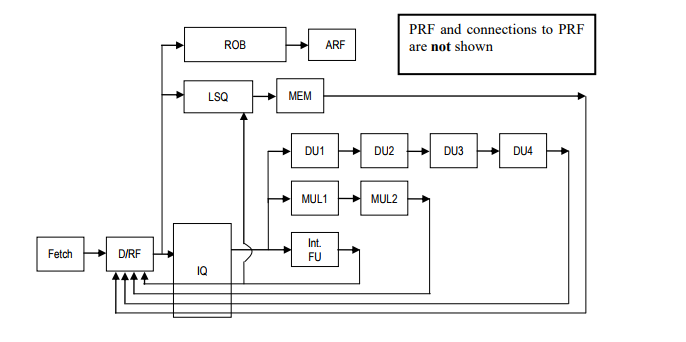 PRF and connections to PRF
are not shown
ROB
ARF
LSQ
MEM
DU1
DU2
DU3
DU4
MUL1
MUL2
Fetch
D/RF
IQ
Int.
FU